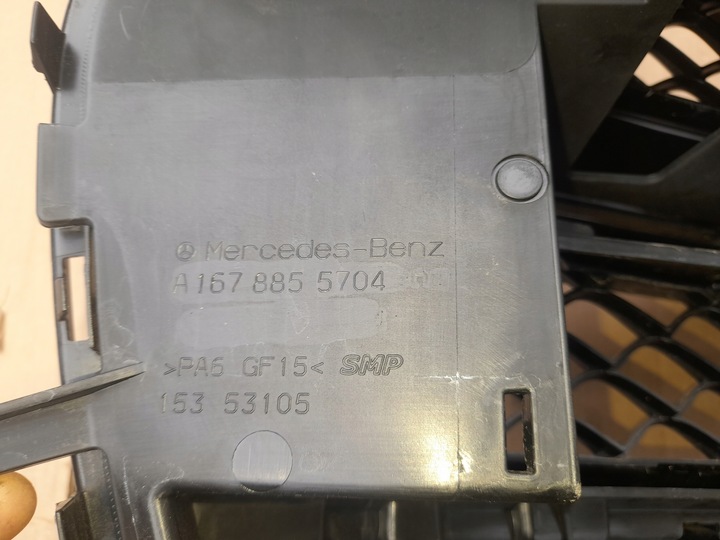 Mercedes-Benz
A 167 885 5704
>PA6 GF15< SMP
153 53105